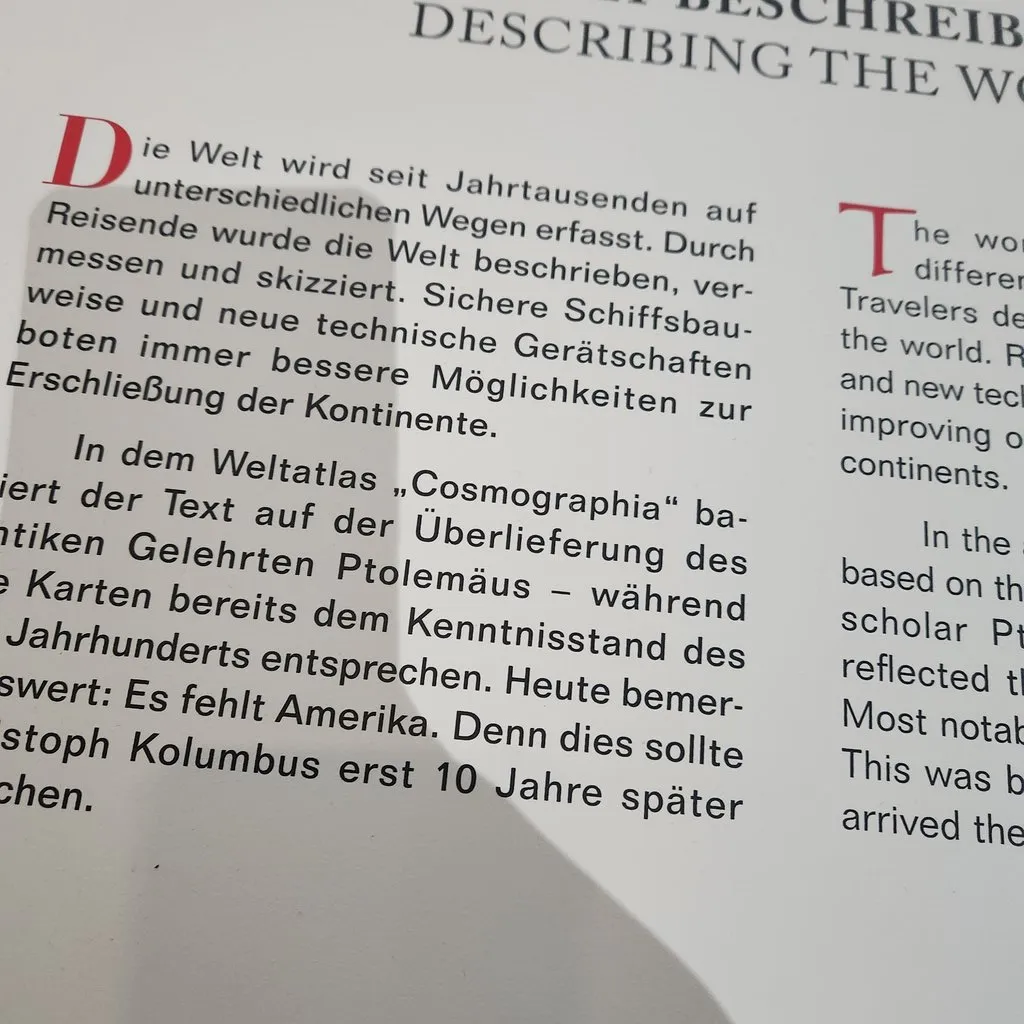 BESCHREIB
DESCRIBING THE WO
Die Welt wird seit Jahrtausenden auf
unterschiedlichen Wegen erfasst. Durch
Reisende wurde die Welt beschrieben, ver-
messen und skizziert. Sichere Schiffsbau-
weise und neue technische Gerätschaften
boten immer bessere Möglichkeiten zur
Erschließung der Kontinente.
In dem Weltatlas „Cosmographia“ ba-
iert der Text auf der Überlieferung des
ntiken Gelehrten Ptolemäus – während
e Karten bereits dem Kenntnisstand des
Jahrhunderts entsprechen. Heute bemer-
swert: Es fehlt Amerika. Denn dies sollte
stoph Kolumbus erst 10 Jahre später
chen.
The wor
differen
Travelers de
the world. R
and new tech
improving o
continents.
In the
based on th
scholar Pt
reflected th
Most notab
This was b
arrived the